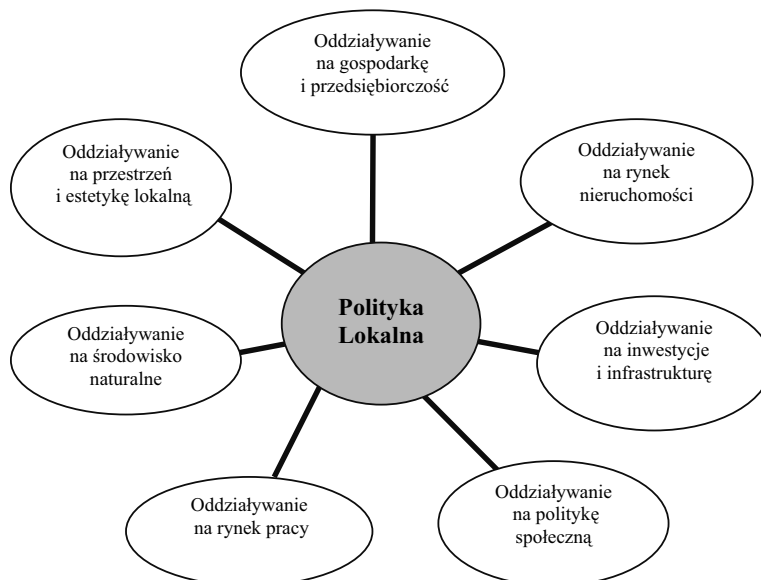 Oddziaływanie
na gospodarkę
i przedsiębiorczość
Oddziaływanie
na przestrzeń
i estetykę lokalną
Oddziaływanie
na rynek
nieruchomości
Polityka
Lokalna
Oddziaływanie
na środowisko
naturalne
Oddziaływanie
na inwestycje
i infrastrukturę
Oddziaływanie
na rynek pracy
Oddziaływanie
na politykę
społeczną